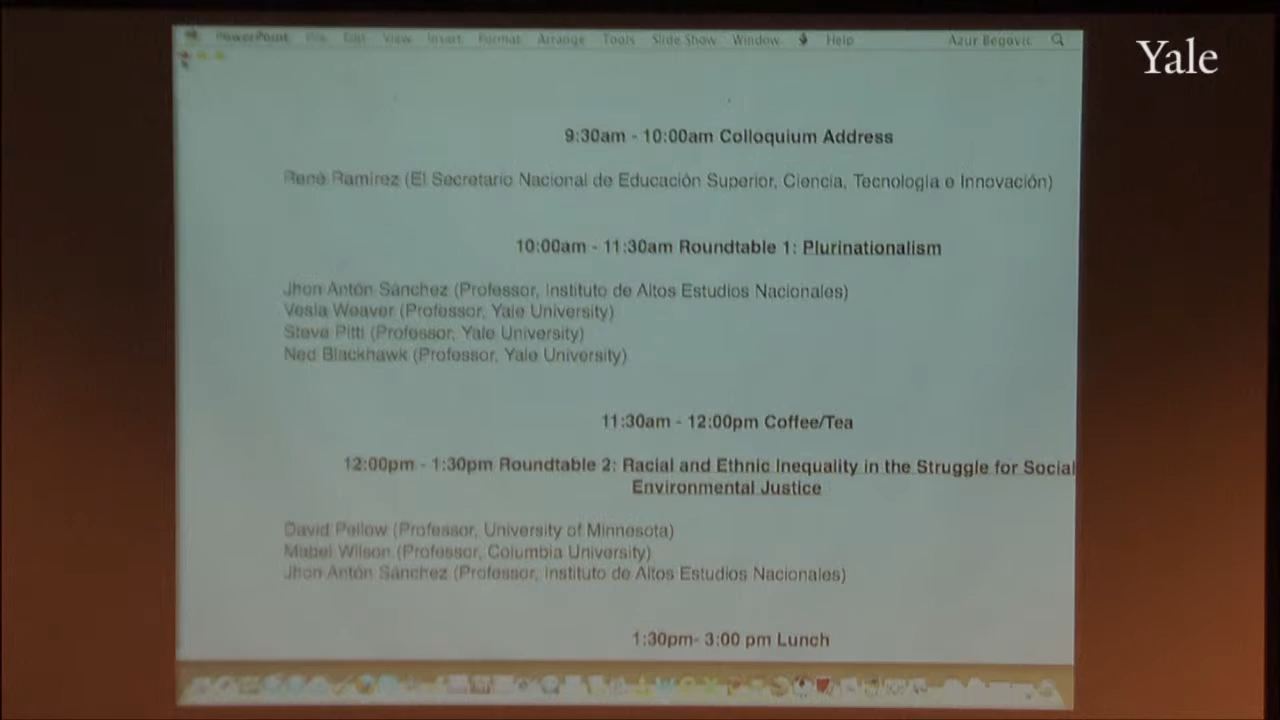 PowerPoint File Edit View Insert Format Arrange Tools Slide Show Window Help Azur Begovic
Yale
9:30am - 10:00am Colloquium Address
René Ramirez (El Secretario Nacional de Educación Superior, Ciencia, Tecnología e Innovación)
10:00am - 11:30am Roundtable 1: Plurinationalism
Jhon Antón Sánchez (Professor, Instituto de Altos Estudios Nacionales)
Vesla Weaver (Professor, Yale University)
Steve Pitti (Professor, Yale University)
Ned Blackhawk (Professor, Yale University)
11:30am - 12:00pm Coffee/Tea
12:00pm - 1:30pm Roundtable 2: Racial and Ethnic Inequality in the Struggle for Social
Environmental Justice
David Pellow (Professor, University of Minnesota)
Mabel Wilson (Professor, Columbia University)
Jhon Antón Sánchez (Professor, Instituto de Altos Estudios Nacionales)
1:30pm- 3:00 pm Lunch